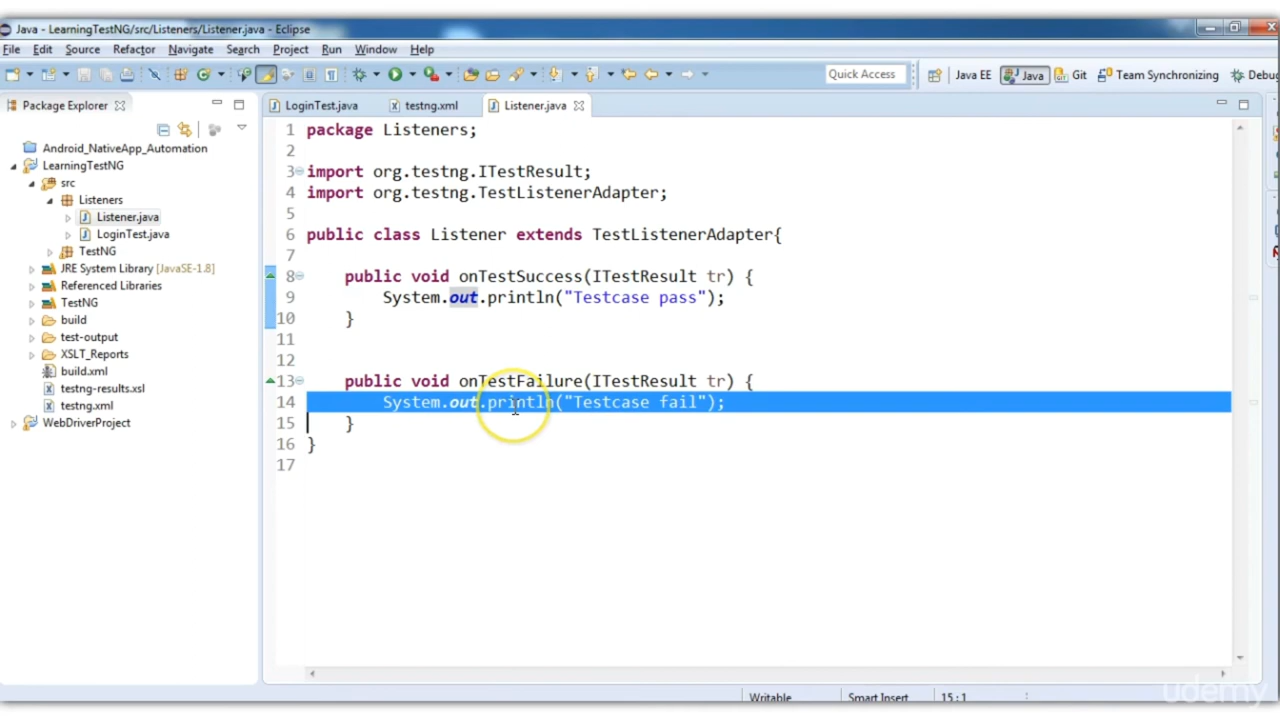 Java - LearningTestNG/src/Listeners/Listener.java - Eclipse
File Edit Source Refactor Navigate Search Project Run Window Help
Quick Access Java EE Java Git Team Synchronizing Debug
Package Explorer
LoginTest.java testng.xml Listener.java
Android_NativeApp_Automation
LearningTestNG
src
Listeners
Listener.java
LoginTest.java
TestNG
JRE System Library [JavaSE-1.8]
Referenced Libraries
TestNG
build
test-output
XSLT_Reports
build.xml
testng-results.xsl
testng.xml
WebDriverProject
1 package Listeners;
2
3 import org.testng.ITestResult;
4 import org.testng.TestListenerAdapter;
5
6 public class Listener extends TestListenerAdapter{
7
8 public void onTestSuccess(ITestResult tr) {
9 System.out.println("Testcase pass");
10 }
11
12
13 public void onTestFailure(ITestResult tr) {
14 System.out.println("Testcase fail");
15 }
16 }
17
Writable Smart Insert 15 : 1
udemy